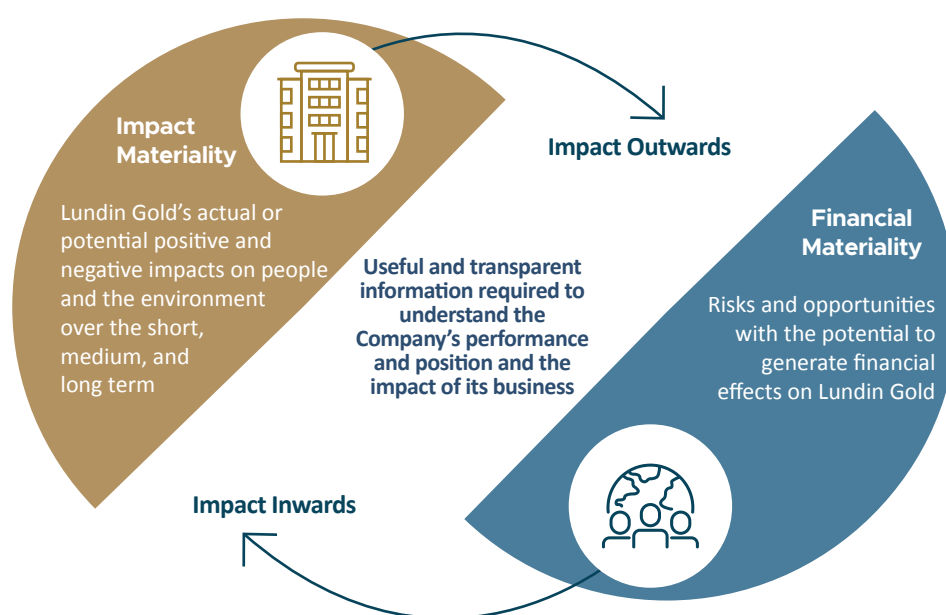 Impact
Materiality
Lundin Gold’s actual or
potential positive and
negative impacts on people
and the environment
over the short,
medium, and
long term
Impact Outwards
Useful and transparent
information required to
understand the
Company’s performance
and position and the
impact of its business
Financial
Materiality
Risks and opportunities
with the potential to
generate financial
effects on Lundin Gold
Impact Inwards